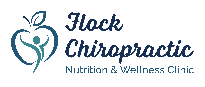 Flock
Chiropractic
Nutrition & Wellness Clinic